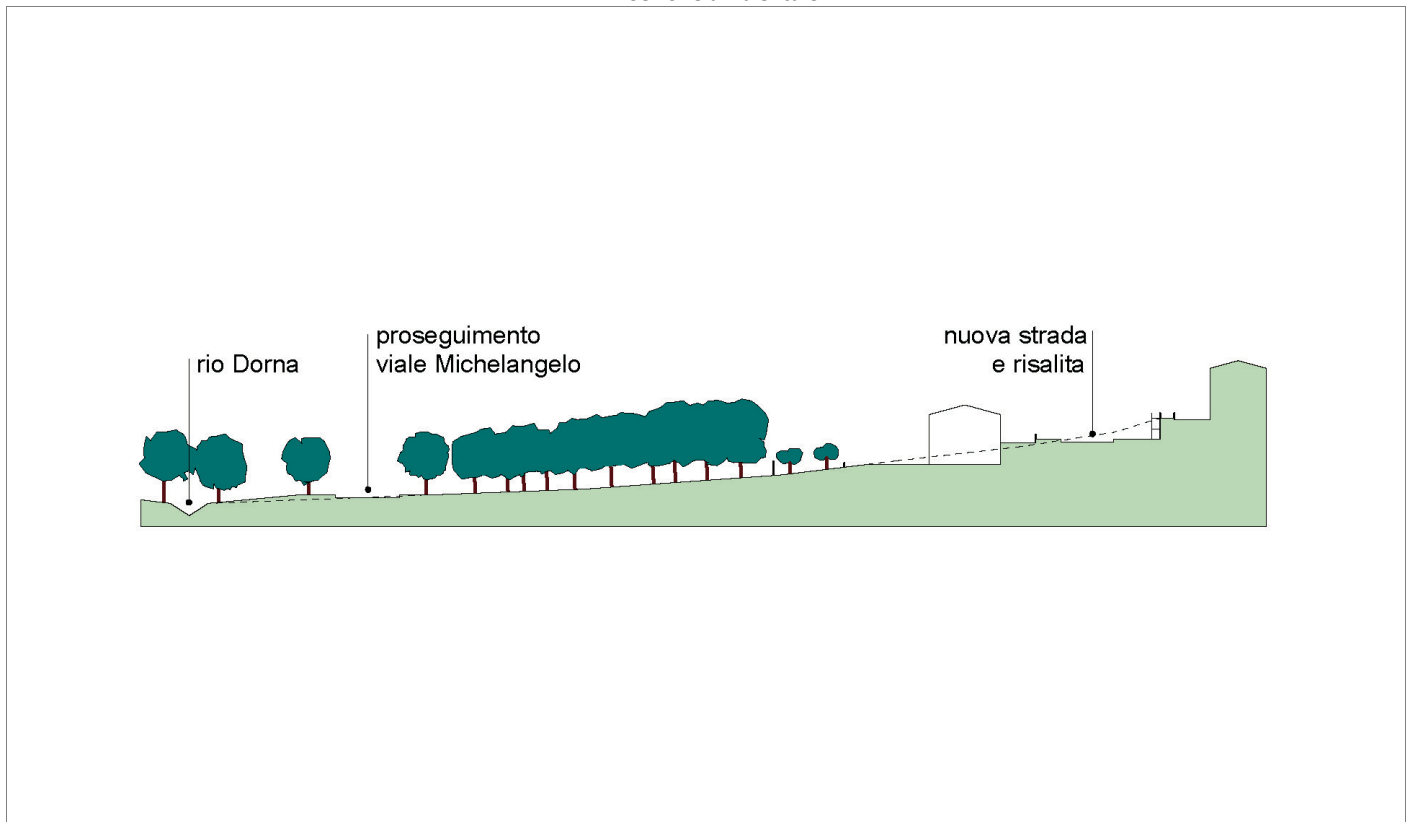 rio Dorna
proseguimento
viale Michelangelo
nuova strada
e risalita